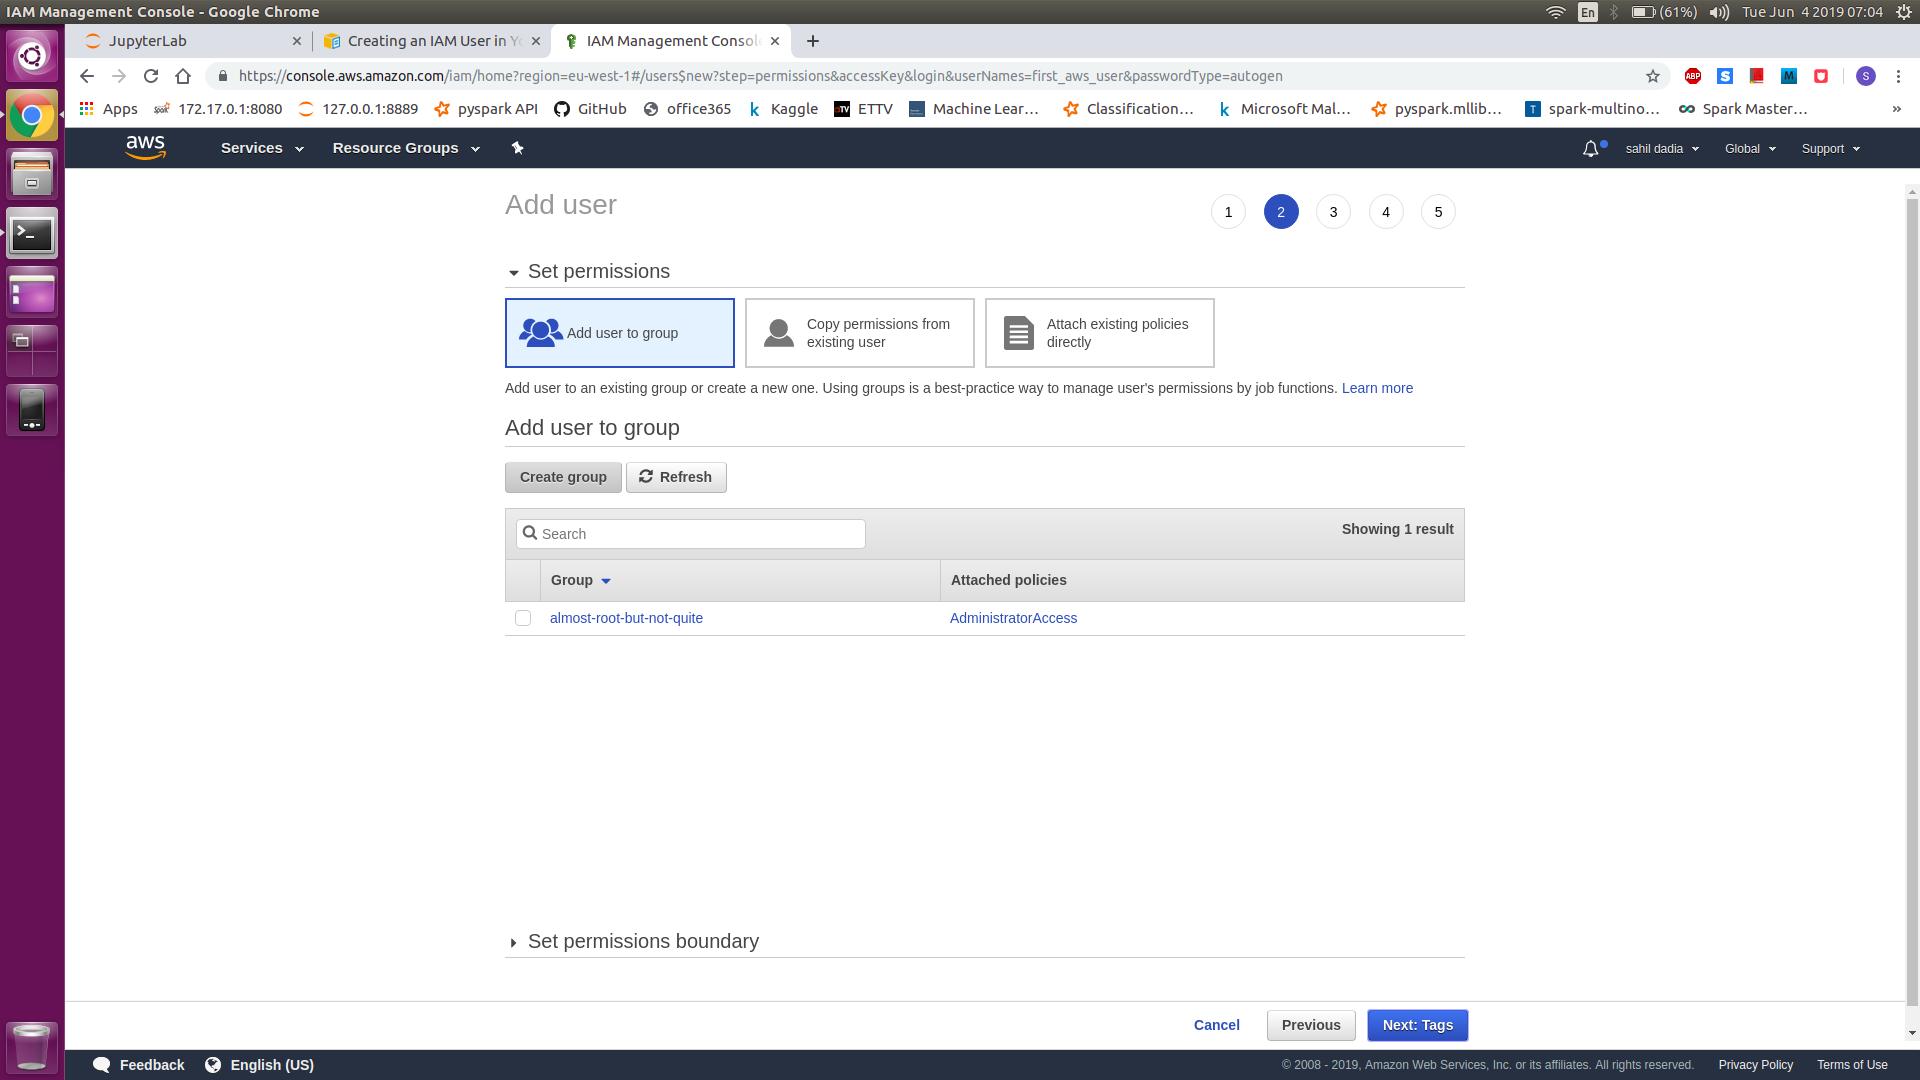 IAM Management Console - Google Chrome
En
(61%)
Tue Jun 4 2019 07:04
JupyterLab
Creating an IAM User in Yo
IAM Management Consol
https://console.aws.amazon.com/iam/home?region=eu-west-1#/users$new?step=permissions&accessKey&login&userNames=first_aws_user&passwordType=autogen
ABP
S
M
S
Apps
172.17.0.1:8080
127.0.0.1:8889
pyspark API
GitHub
office365
Kaggle
ETTV
Machine Lear...
Classification...
Microsoft Mal...
pyspark.mllib...
spark-multino...
Spark Master...
»
aws
Services
Resource Groups
sahil dadia
Global
Support
Add user
1
2
3
4
5
Set permissions
Add user to group
Copy permissions from
existing user
Attach existing policies
directly
Add user to an existing group or create a new one. Using groups is a best-practice way to manage user's permissions by job functions. Learn more
Add user to group
Create group
Refresh
Search
Showing 1 result
Group
Attached policies
almost-root-but-not-quite
AdministratorAccess
Set permissions boundary
Cancel
Previous
Next: Tags
Feedback
English (US)
© 2008 - 2019, Amazon Web Services, Inc. or its affiliates. All rights reserved.
Privacy Policy
Terms of Use